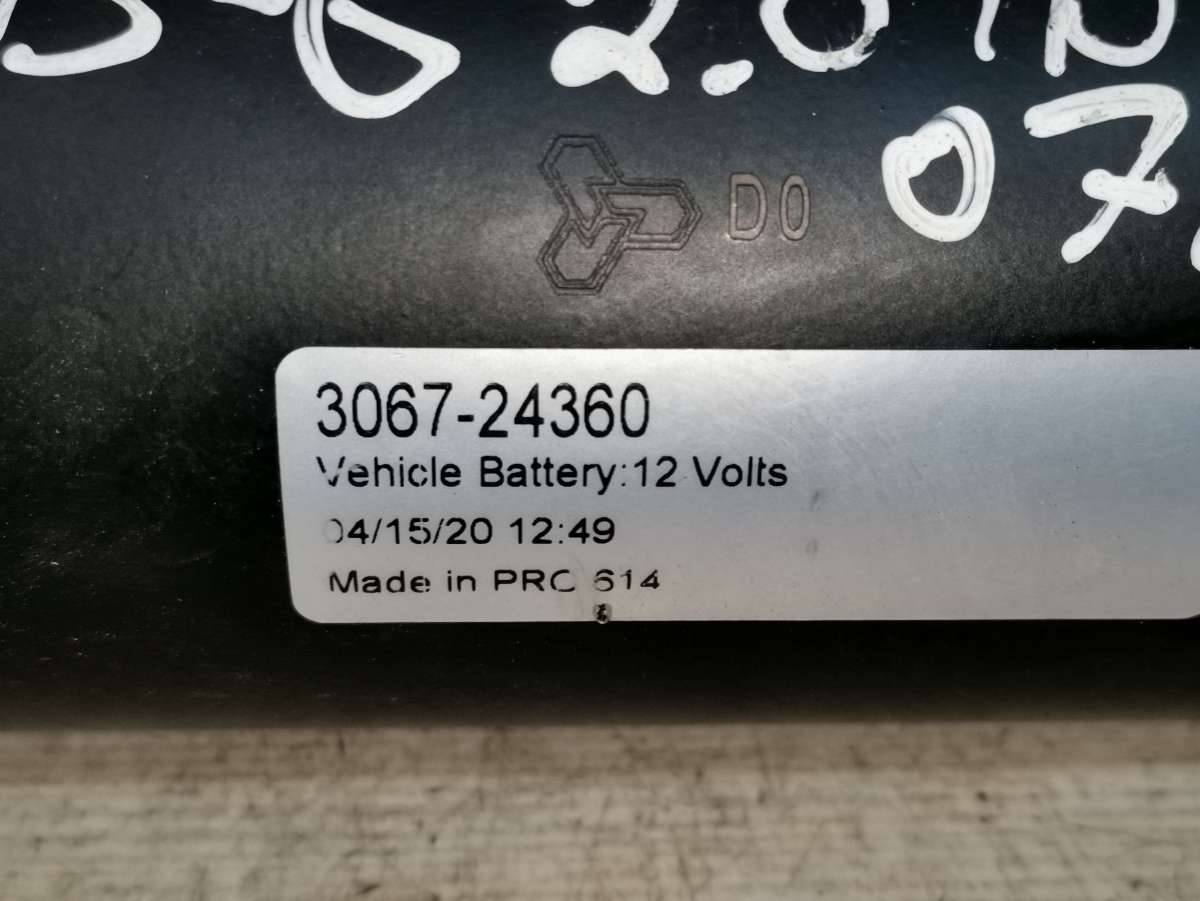 2.0
07
D0
3067-24360
Vehicle Battery:12 Volts
04/15/20 12:49
Made in PRC 614